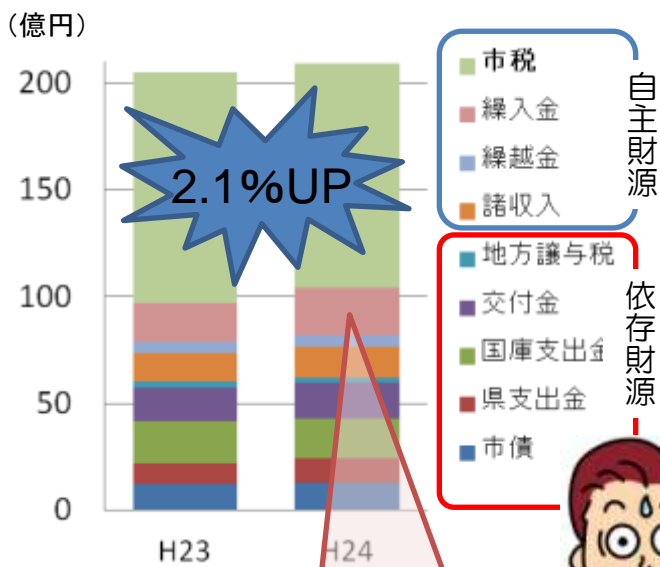 （億円）
200
150
100
50
0
2.1%UP
H23
H24
市税
繰入金
繰越金
諸収入
地方譲与税
交付金
国庫支出金
県支出金
市債
自主財源
依存財源